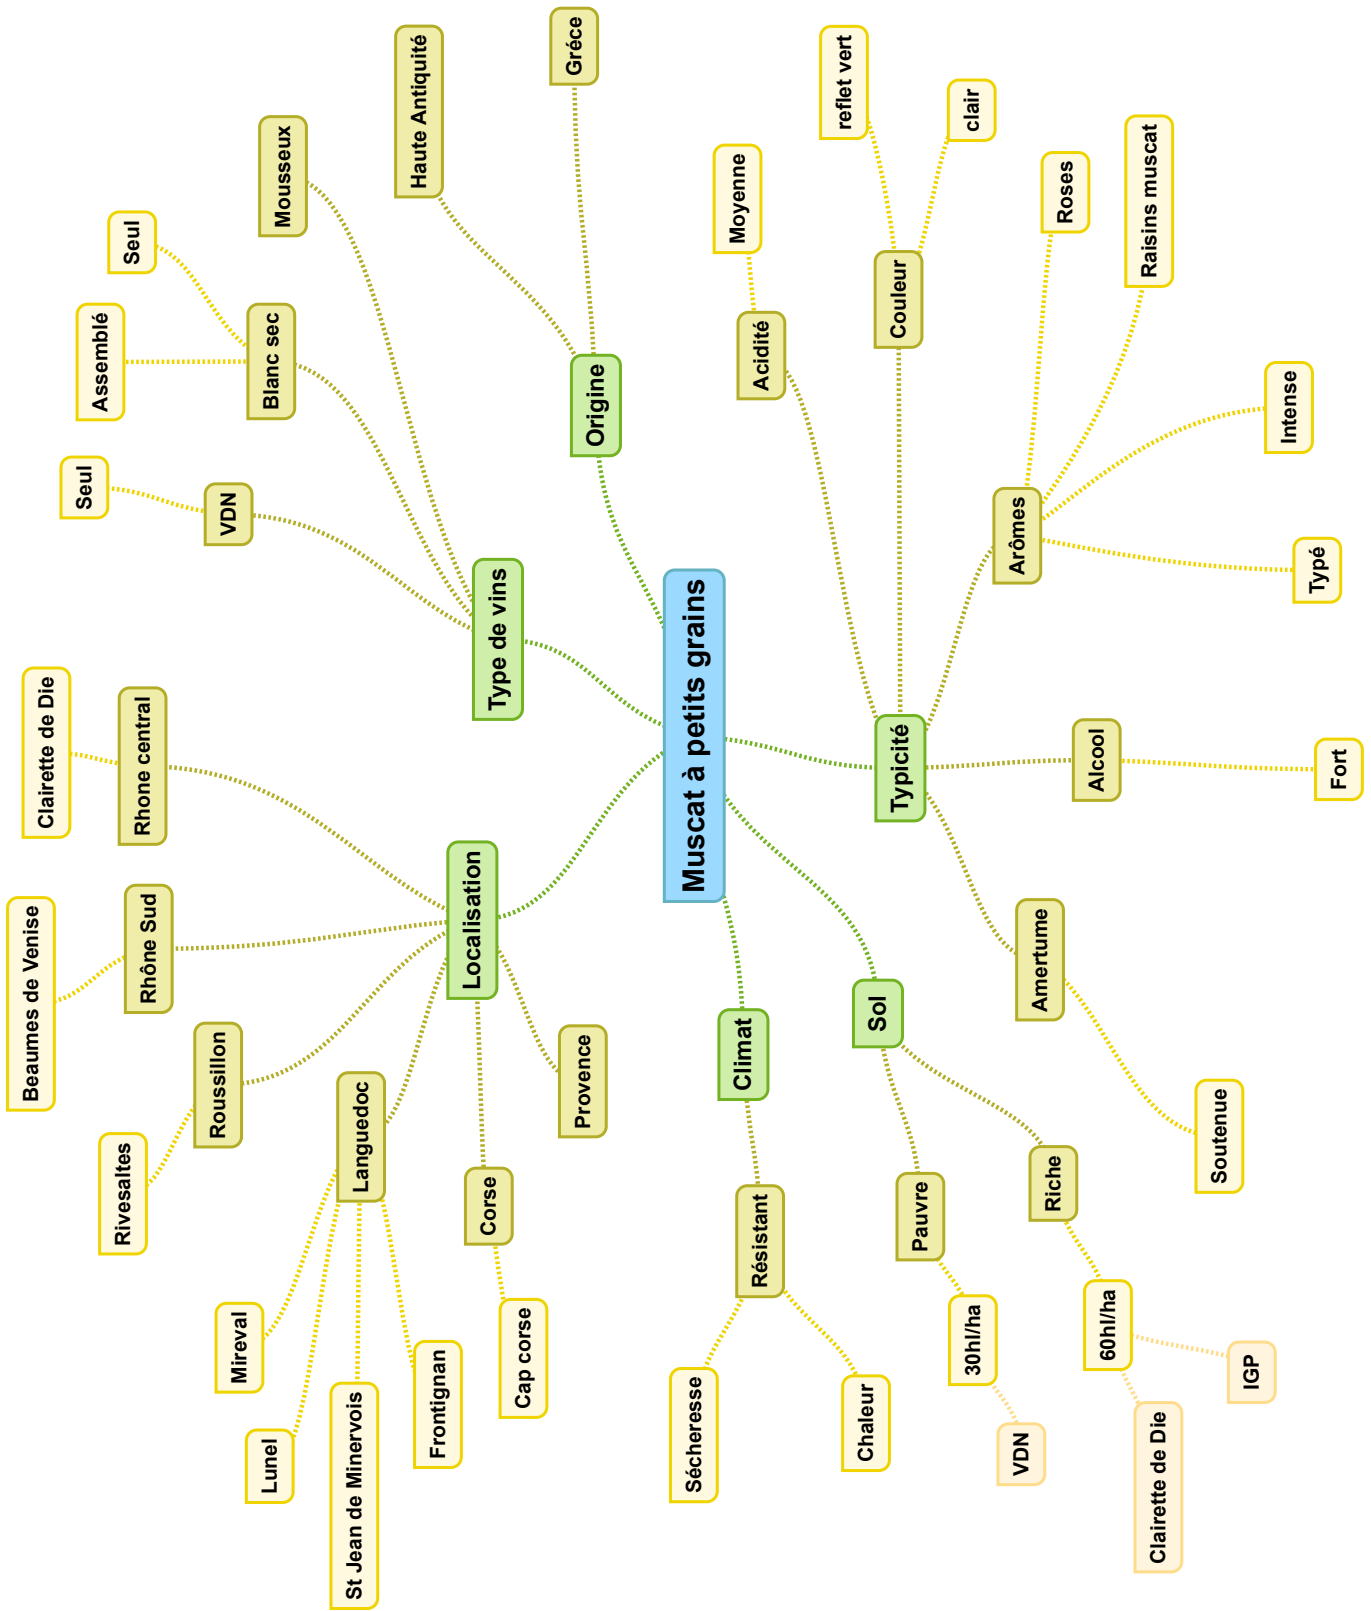 Muscat à petits grains
Origine
Haute Antiquité
Gréce
Type de vins
Mousseux
Blanc sec
Seul
Assemblé
VDN
Seul
Localisation
Rhone central
Clairette de Die
Rhône Sud
Beaumes de Venise
Roussillon
Rivesaltes
Languedoc
Mireval
Lunel
St Jean de Minervois
Frontignan
Corse
Cap corse
Provence
Climat
Résistant
Sécheresse
Chaleur
Sol
Pauvre
30hl/ha
VDN
Riche
60hl/ha
Clairette de Die
IGP
Typicité
Acidité
Moyenne
Couleur
reflet vert
clair
Arômes
Roses
Raisins muscat
Intense
Typé
Alcool
Fort
Amertume
Soutenue